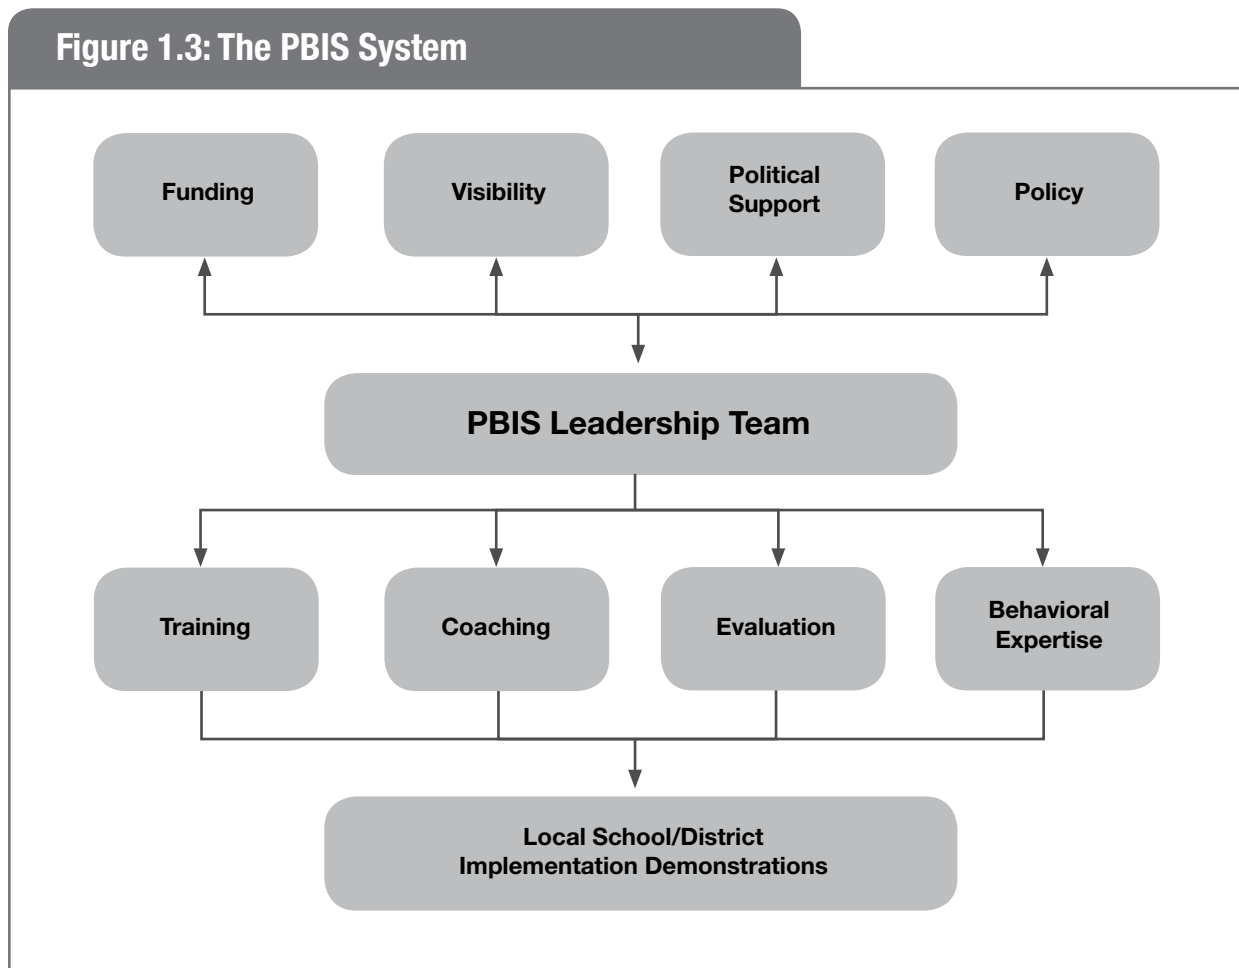 Figure 1.3: The PBIS System
Funding
Visibility
Political
Support
Policy
PBIS Leadership Team
Training
Coaching
Evaluation
Behavioral
Expertise
Local School/District
Implementation Demonstrations